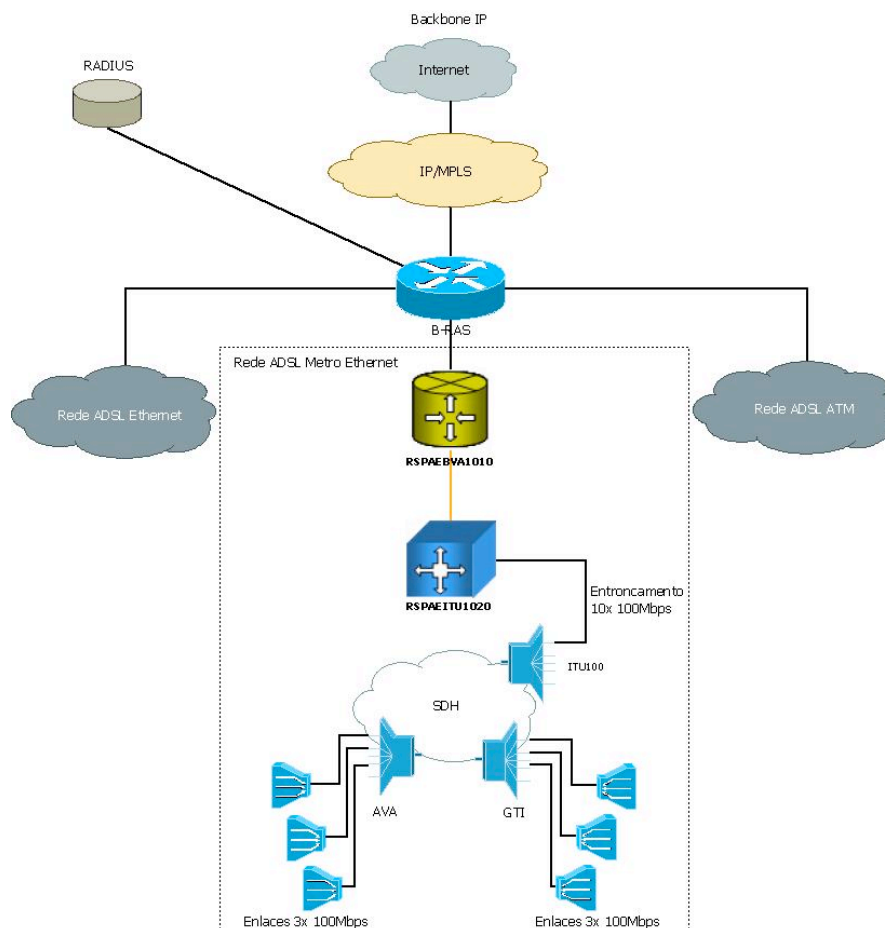 Backbone IP
Internet
RADIUS
IP/MPLS
B-RAS
Rede ADSL Metro Ethernet
Rede ADSL Ethernet
Rede ADSL ATM
RSPAEBVA1010
RSPAEITU1020
Entroncamento
10x 100Mbps
ITU100
SDH
AVA
GTI
Enlaces 3x 100Mbps
Enlaces 3x 100Mbps